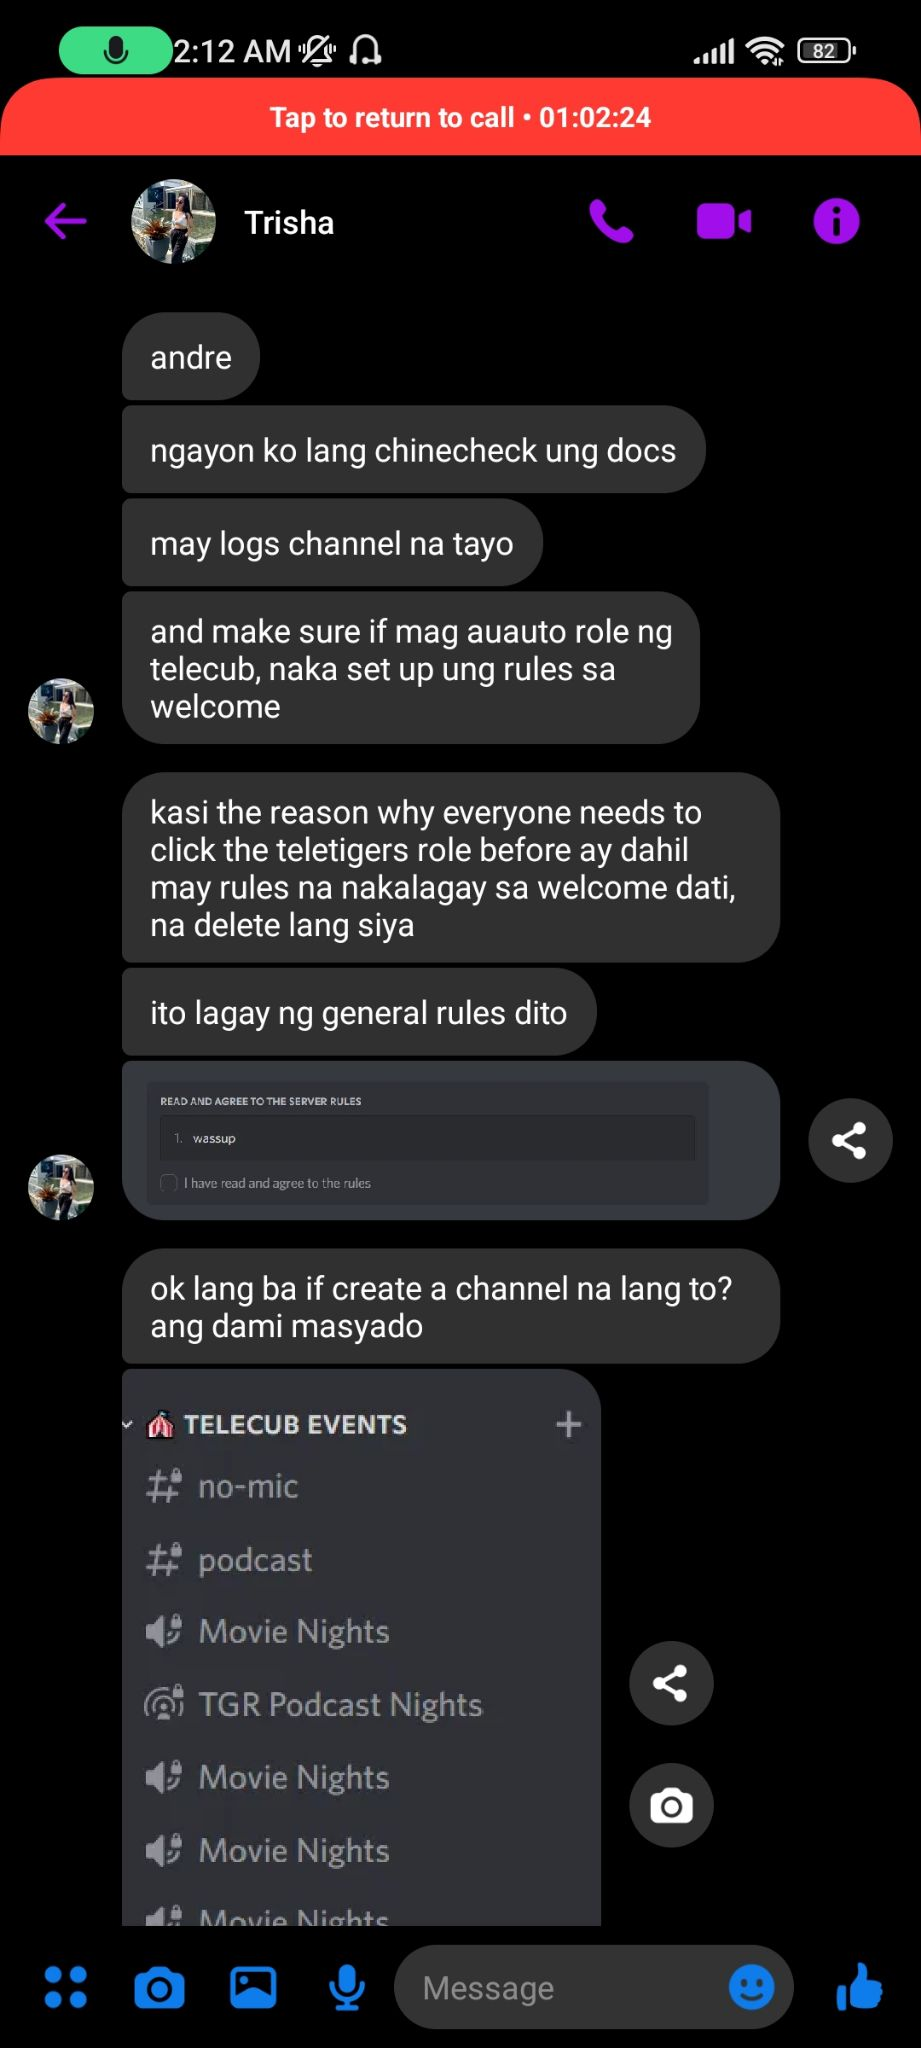 2:12 AM
82
Tap to return to call • 01:02:24
Trisha
andre
ngayon ko lang chinecheck ung docs
may logs channel na tayo
and make sure if mag auauto role ng
telecub, naka set up ung rules sa
welcome
kasi the reason why everyone needs to
click the teletigers role before ay dahil
may rules na nakalagay sa welcome dati,
na delete lang siya
ito lagay ng general rules dito
READ AND AGREE TO THE SERVER RULES
1. wassup
I have read and agree to the rules
ok lang ba if create a channel na lang to?
ang dami masyado
TELECUB EVENTS
no-mic
podcast
Movie Nights
TGR Podcast Nights
Movie Nights
Movie Nights
Movie Nights
Message